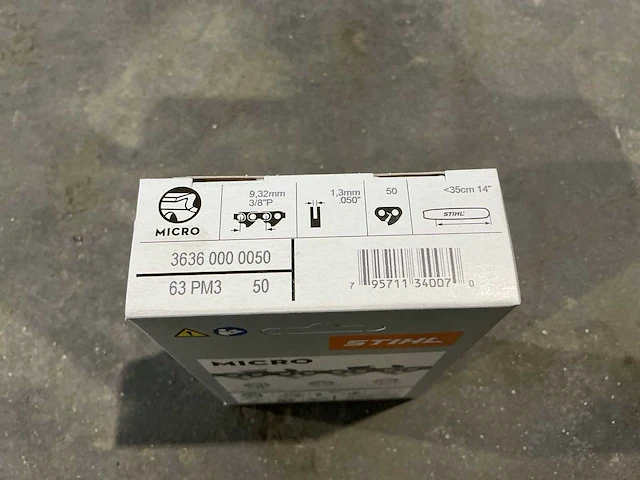 9,32mm 1,3mm 50 <35cm 14"
3/8"P .050"
STIHL
MICRO
3636 000 0050
63 PM3 50
7 95711 34007 0
STIHL
MICRO